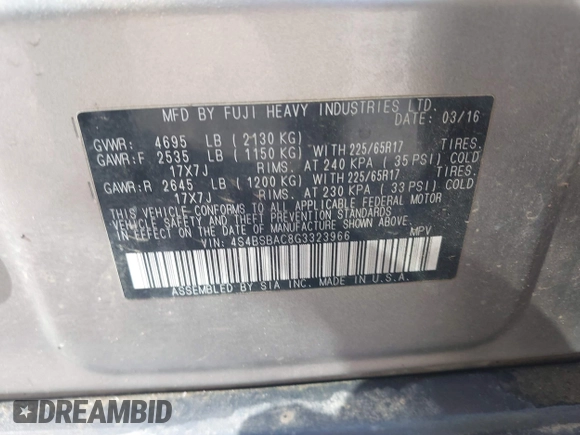 MFD BY FUJI HEAVY INDUSTRIES LTD.
DATE: 03/16
GVWR: 4695 LB ( 2130 KG)
GAWR:F 2535 LB ( 1150 KG) WITH 225/65R17 TIRES.
17X7J RIMS. AT 240 KPA ( 35 PSI) COLD
GAWR:R 2645 LB ( 1200 KG) WITH 225/65R17 TIRES.
17X7J RIMS. AT 230 KPA ( 33 PSI) COLD
THIS VEHICLE CONFORMS TO ALL APPLICABLE FEDERAL MOTOR
VEHICLE SAFETY AND THEFT PREVENTION STANDARDS IN
EFFECT ON THE DATE OF MANUFACTURE SHOWN ABOVE.
VIN: 4S4BSBAC8G3323966 MPV
ASSEMBLED BY SIA INC. MADE IN U.S.A.
DREAMBID